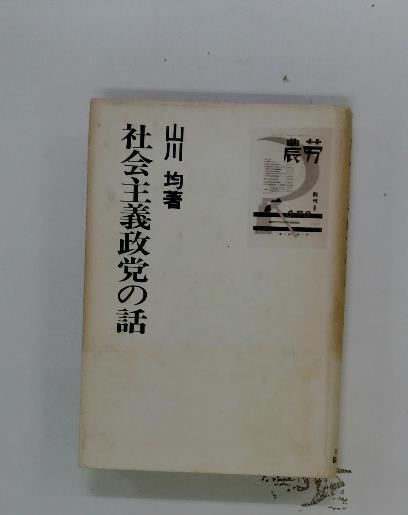 山川 均著
社会主義政党の話
労農